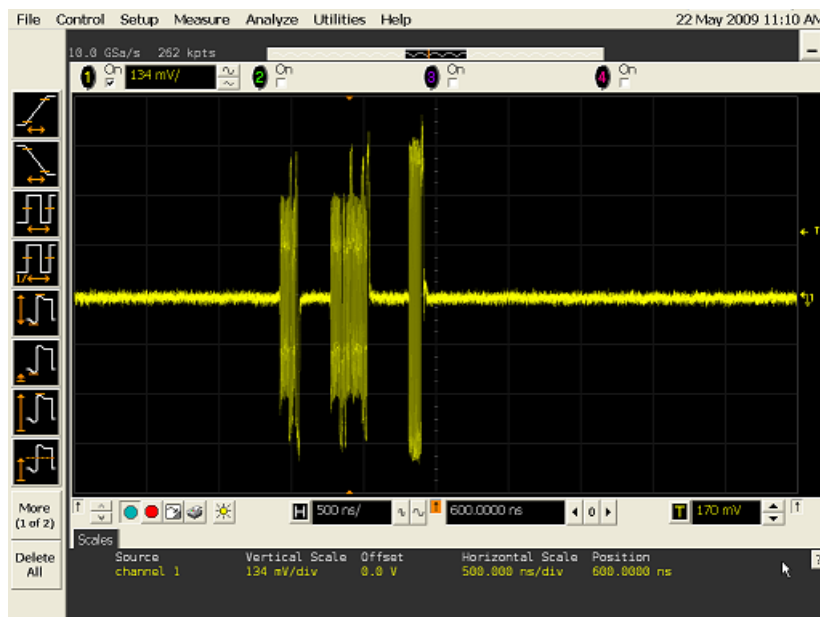 File Control Setup Measure Analyze Utilities Help 22 May 2009 11:10 AM
10.0 GSa/s 262 kpts
1 On 134 mV/ 2 On 3 On 4 On
T
1
More
(1 of 2)
Delete
All
H 500 ns/ 600.0000 ns 0 T 170 mV
Scales
Source Vertical Scale Offset Horizontal Scale Position
channel 1 134 mV/div 0.0 V 500.000 ns/div 600.0000 ns
?